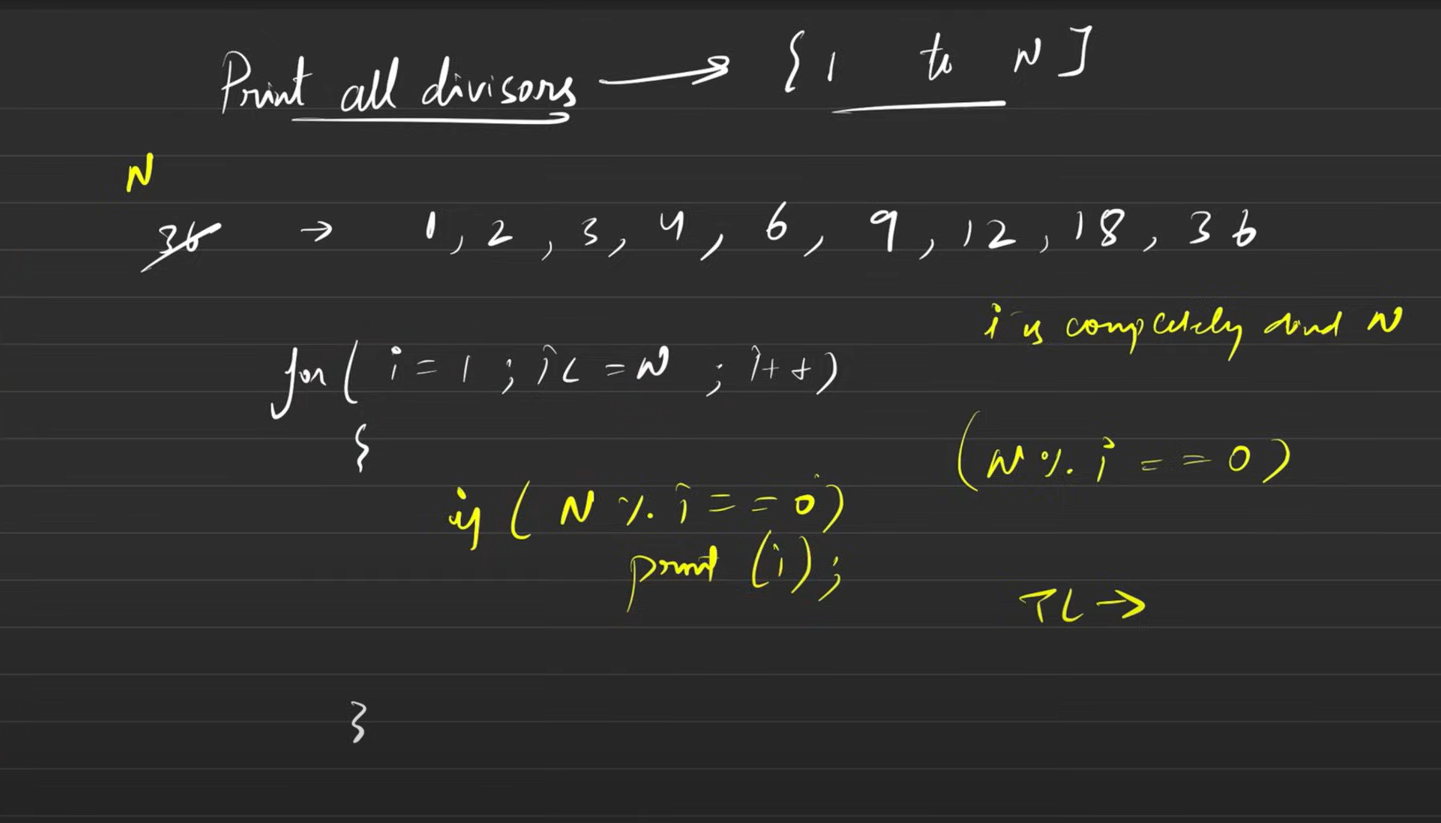 Print all divisors → [1 to N]
N
36 → 1, 2, 3, 4, 6, 9, 12, 18, 36
i is completely N
for( i = 1 ; i <= N ; i++)
{
(N % i == 0)
if ( N % i == 0)
print (i);
TC →
}